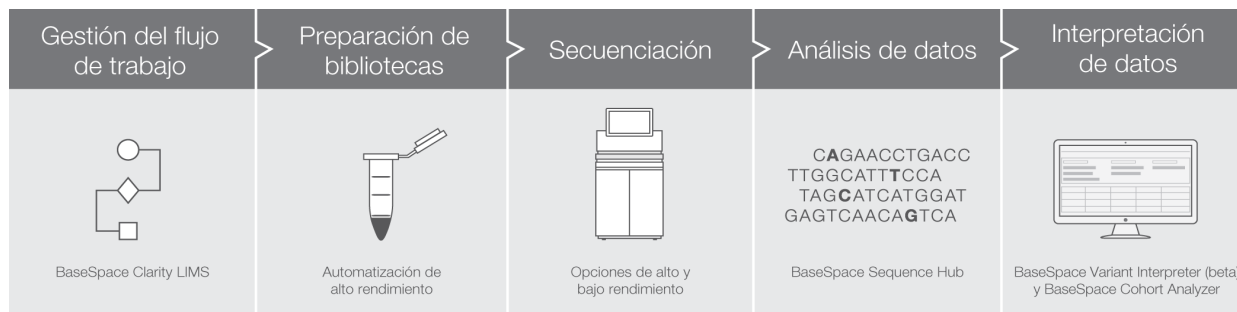 Gestión del flujo
de trabajo
Preparación de
bibliotecas
Secuenciación
Análisis de datos
Interpretación
de datos
CAGAACCTGACC
TTGGCATTTCCA
TAGCATCATGGAT
GAGTCAACAGTCA
BaseSpace Clarity LIMS
Automatización de
alto rendimiento
Opciones de alto y
bajo rendimiento
BaseSpace Sequence Hub
BaseSpace Variant Interpreter (beta)
y BaseSpace Cohort Analyzer